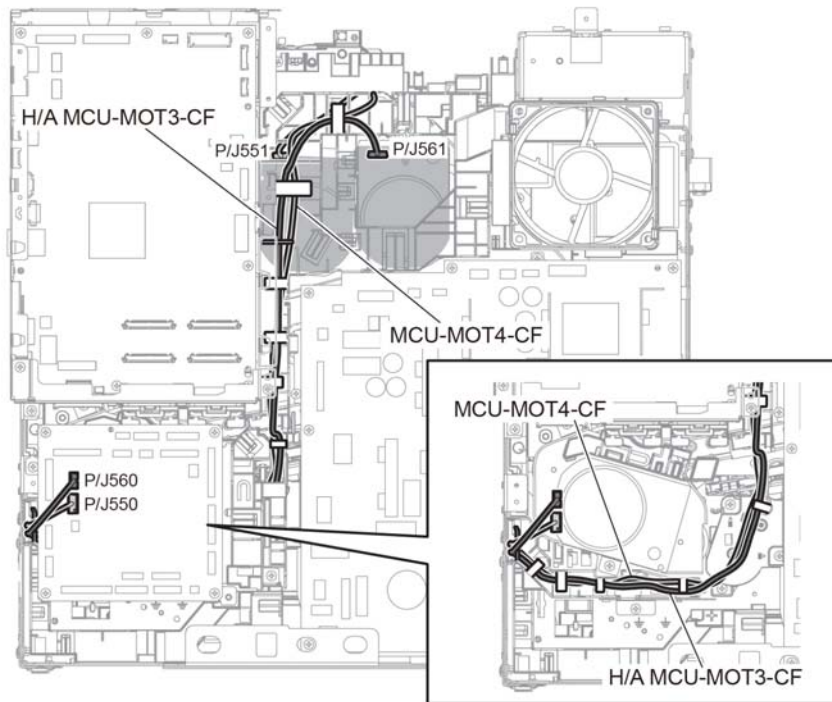 H/A MCU-MOT3-CF
P/J551
P/J561
MCU-MOT4-CF
MCU-MOT4-CF
P/J560
P/J550
H/A MCU-MOT3-CF